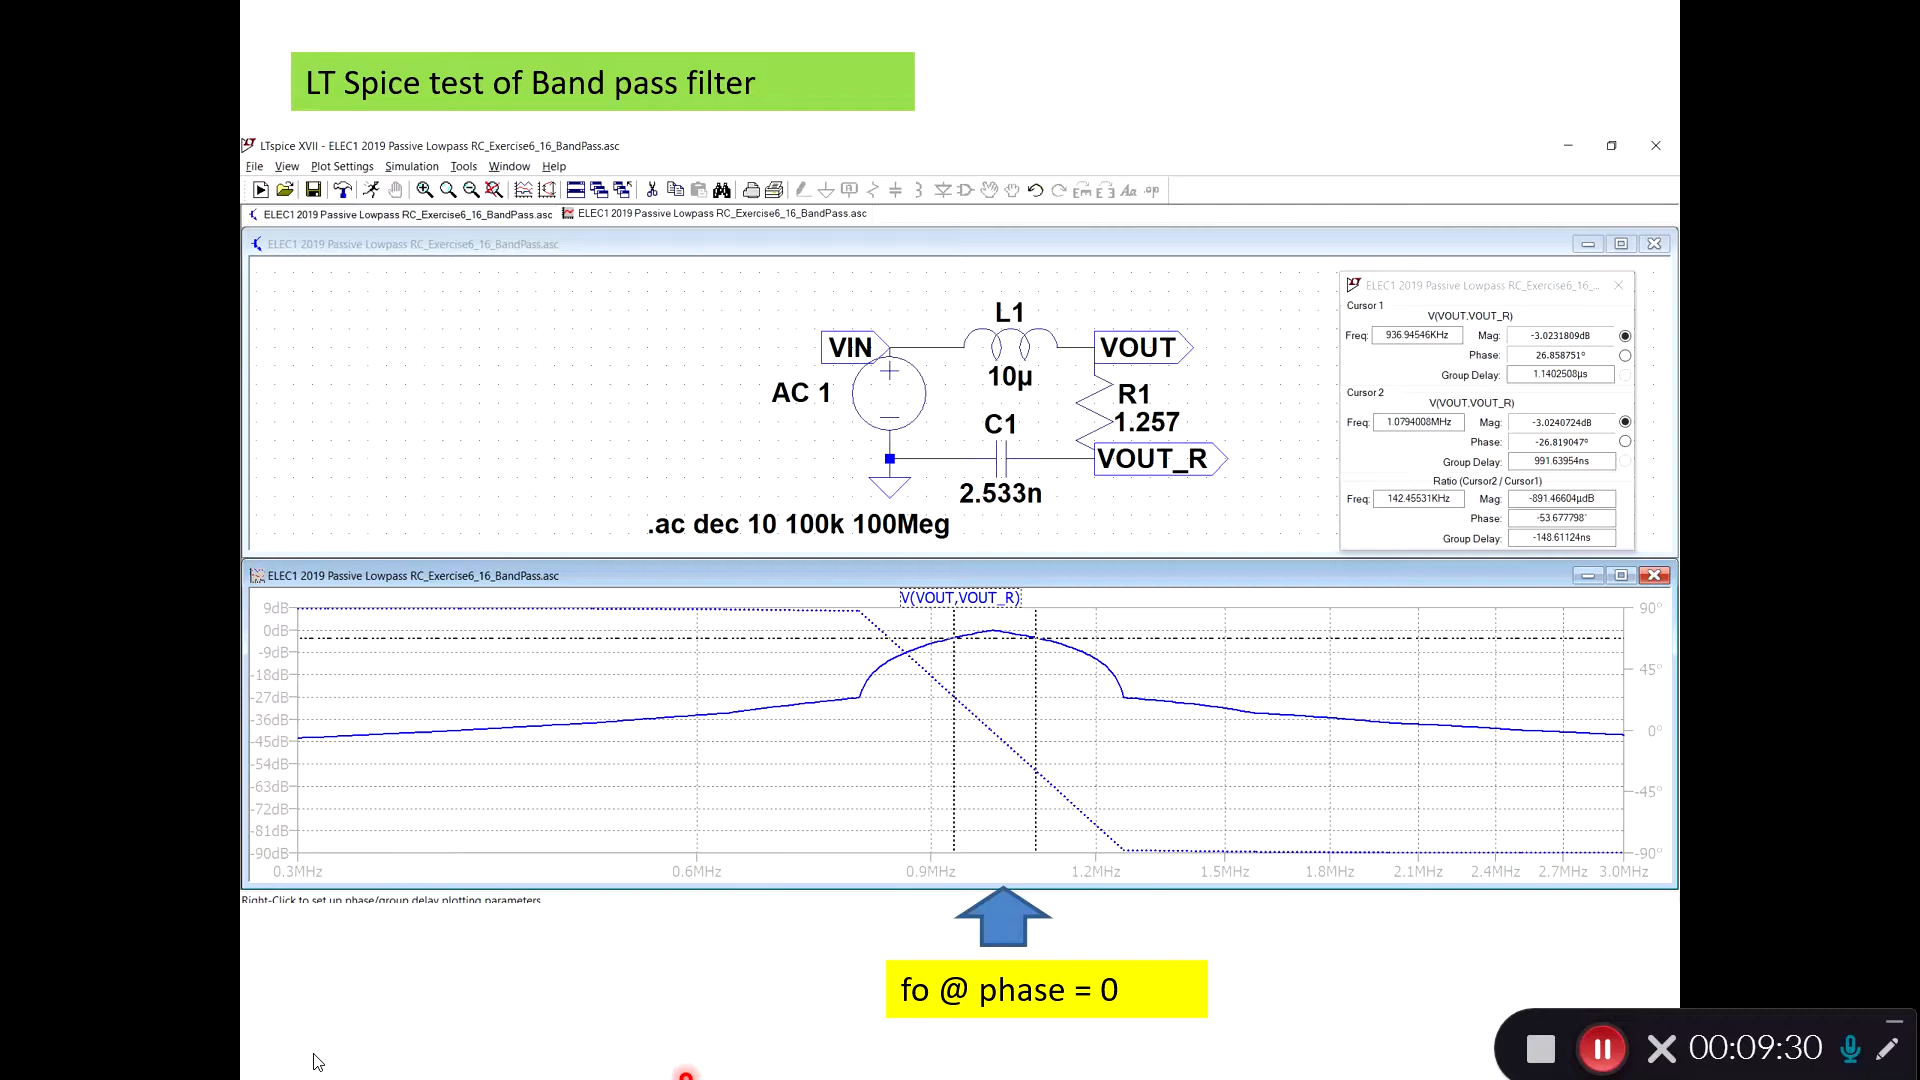 LT Spice test of Band pass filter
LTspice XVII - ELEC1 2019 Passive Lowpass RC_Exercise6_16_BandPass.asc
File View Plot Settings Simulation Tools Window Help
ELEC1 2019 Passive Lowpass RC_Exercise6_16_BandPass.asc ELEC1 2019 Passive Lowpass RC_Exercise6_16_BandPass.asc
ELEC1 2019 Passive Lowpass RC_Exercise6_16_BandPass.asc
L1
VIN
VOUT
10µ
AC 1
R1
1.257
C1
VOUT_R
2.533n
.ac dec 10 100k 100Meg
ELEC1 2019 Passive Lowpass RC_Exercise6_16_...
Cursor 1
V(VOUT,VOUT_R)
Freq: 936.94546KHz Mag: -3.0231809dB
Phase: 26.858751°
Group Delay: 1.1402508µs
Cursor 2
V(VOUT,VOUT_R)
Freq: 1.0794008MHz Mag: -3.0240724dB
Phase: -26.819047°
Group Delay: 991.63954ns
Ratio (Cursor2 / Cursor1)
Freq: 142.45531KHz Mag: -891.46604µdB
Phase: -53.677798°
Group Delay: -148.61124ns
ELEC1 2019 Passive Lowpass RC_Exercise6_16_BandPass.asc
V(VOUT,VOUT_R)
9dB
0dB
-9dB
-18dB
-27dB
-36dB
-45dB
-54dB
-63dB
-72dB
-81dB
-90dB
90°
45°
0°
-45°
-90°
0.3MHz 0.6MHz 0.9MHz 1.2MHz 1.5MHz 1.8MHz 2.1MHz 2.4MHz 2.7MHz 3.0MHz
Right-Click to set up phase/group delay plotting parameters
fo @ phase = 0
00:09:30